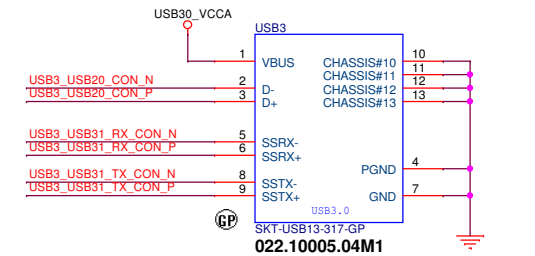 USB30_VCCA
USB3
1 VBUS CHASSIS#10 10
CHASSIS#11 11
USB3_USB20_CON_N 2 D- CHASSIS#12 12
USB3_USB20_CON_P 3 D+ CHASSIS#13 13
USB3_USB31_RX_CON_N 5 SSRX-
USB3_USB31_RX_CON_P 6 SSRX+
PGND 4
USB3_USB31_TX_CON_N 8 SSTX-
USB3_USB31_TX_CON_P 9 SSTX+ GND 7
USB3.0
GP
SKT-USB13-317-GP
022.10005.04M1